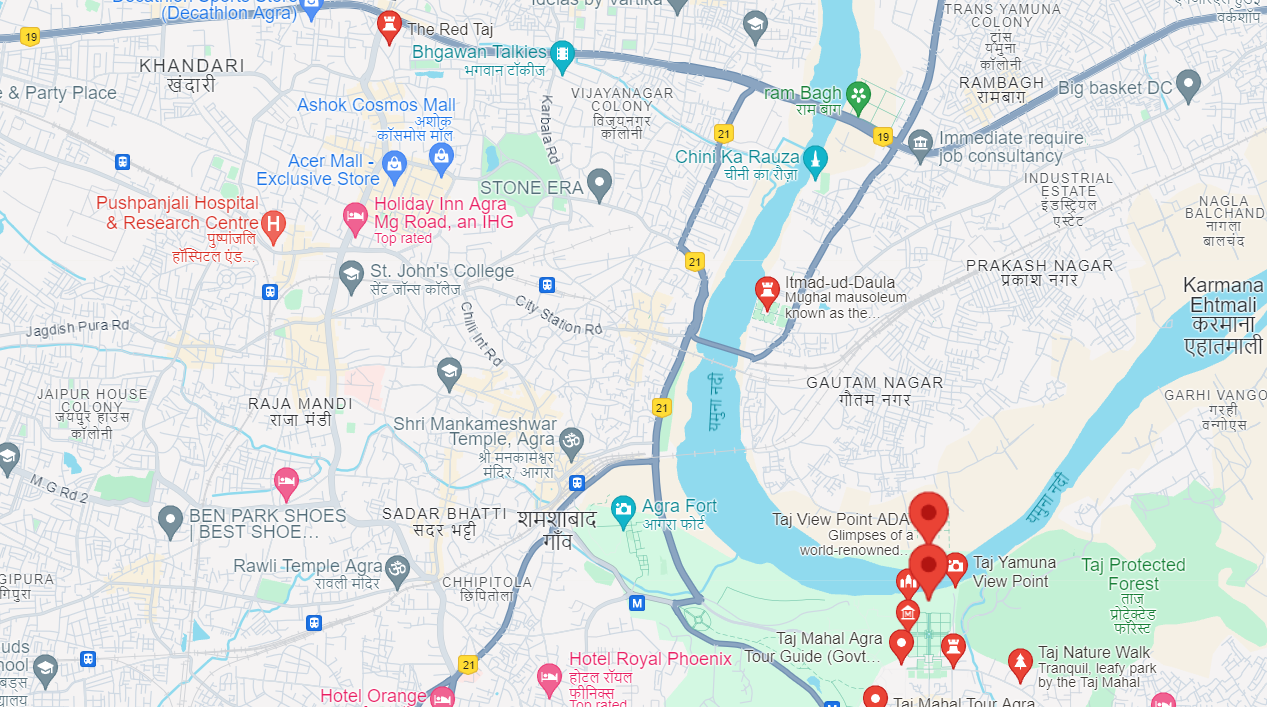 Decathlon Sports Store
(Decathlon Agra)
19
The Red Taj
Bhgawan Talkies
भगवान टॉकीज
KHANDARI
खंदारी
e & Party Place
Ashok Cosmos Mall
अशोक
कॉसमोस मॉल
Acer Mall -
Exclusive Store
VIJAYANAGAR
COLONY
विजयनगर
कॉलोनी
Karbala Rd
21
ram Bagh
राम बाग़
TRANS YAMUNA
COLONY
ट्रांस
यमुना
कॉलोनी
RAMBAGH
रामबाग़
Big basket DC
वर्कशॉप
19
Immediate require
job consultancy
Chini Ka Rauza
चीनी का रौज़ा
STONE ERA
INDUSTRIAL
ESTATE
इंडस्ट्रियल
एस्टेट
NAGLA
BALCHAND
नागला
बालचंद
Pushpanjali Hospital
& Research Centre
पुष्पांजलि
हॉस्पिटल एंड...
Holiday Inn Agra
Mg Road, an IHG
Top rated
St. John's College
सेंट जॉन्स कॉलेज
21
City Station Rd
Jagdish Pura Rd
Chilli Int Rd
Itmad-ud-Daula
Mughal mausoleum
known as the...
PRAKASH NAGAR
प्रकाश नगर
Karmana
Ehtmali
करमाना
एहातमाली
GAUTAM NAGAR
गौतम नगर
GARHI VANGO
गरही
वन्गोएस
JAIPUR HOUSE
COLONY
जयपुर हाउस
कॉलोनी
RAJA MANDI
राजा मंडी
यमुना नदी
21
Shri Mankameshwar
Temple, Agra
श्री मनकामेश्वर
मंदिर, आगरा
M G Rd 2
BEN PARK SHOES
| BEST SHOE...
SADAR BHATTI
सदर भट्टी
शमशाबाद
गाँव
Agra Fort
आगरा फोर्ट
यमुना नदी
Taj View Point ADA
Glimpses of a
world-renowned...
Taj Yamuna
View Point
Taj Protected
Forest
ताज
प्रोटेक्टेड
फॉरेस्ट
GIPURA
गिपुरा
Rawli Temple Agra
रावली मंदिर
CHHIPITOLA
छिपितोला
M
Taj Mahal Agra
Tour Guide (Govt...
Taj Nature Walk
Tranquil, leafy park
by the Taj Mahal
21
Hotel Royal Phoenix
होटल रॉयल
फीनिक्स
Top rated
Hotel Orange
Taj Mahal Tour Agra